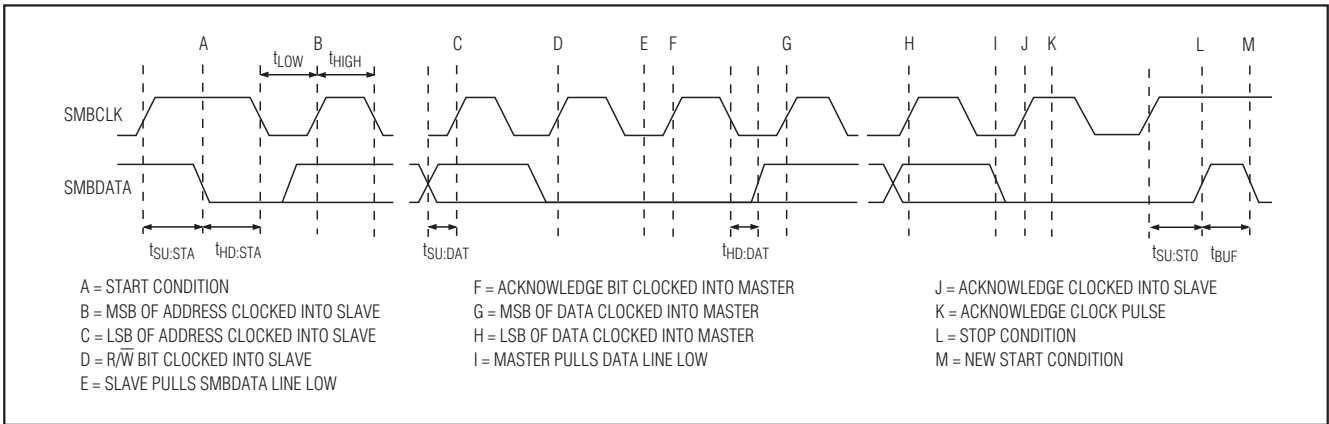 A B C D E F G H I J K L M
tLOW tHIGH
SMBCLK
SMBDATA
tSU:STA tHD:STA tSU:DAT tHD:DAT tSU:STO tBUF
A = START CONDITION
B = MSB OF ADDRESS CLOCKED INTO SLAVE
C = LSB OF ADDRESS CLOCKED INTO SLAVE
D = R/W̅ BIT CLOCKED INTO SLAVE
E = SLAVE PULLS SMBDATA LINE LOW
F = ACKNOWLEDGE BIT CLOCKED INTO MASTER
G = MSB OF DATA CLOCKED INTO MASTER
H = LSB OF DATA CLOCKED INTO MASTER
I = MASTER PULLS DATA LINE LOW
J = ACKNOWLEDGE CLOCKED INTO SLAVE
K = ACKNOWLEDGE CLOCK PULSE
L = STOP CONDITION
M = NEW START CONDITION